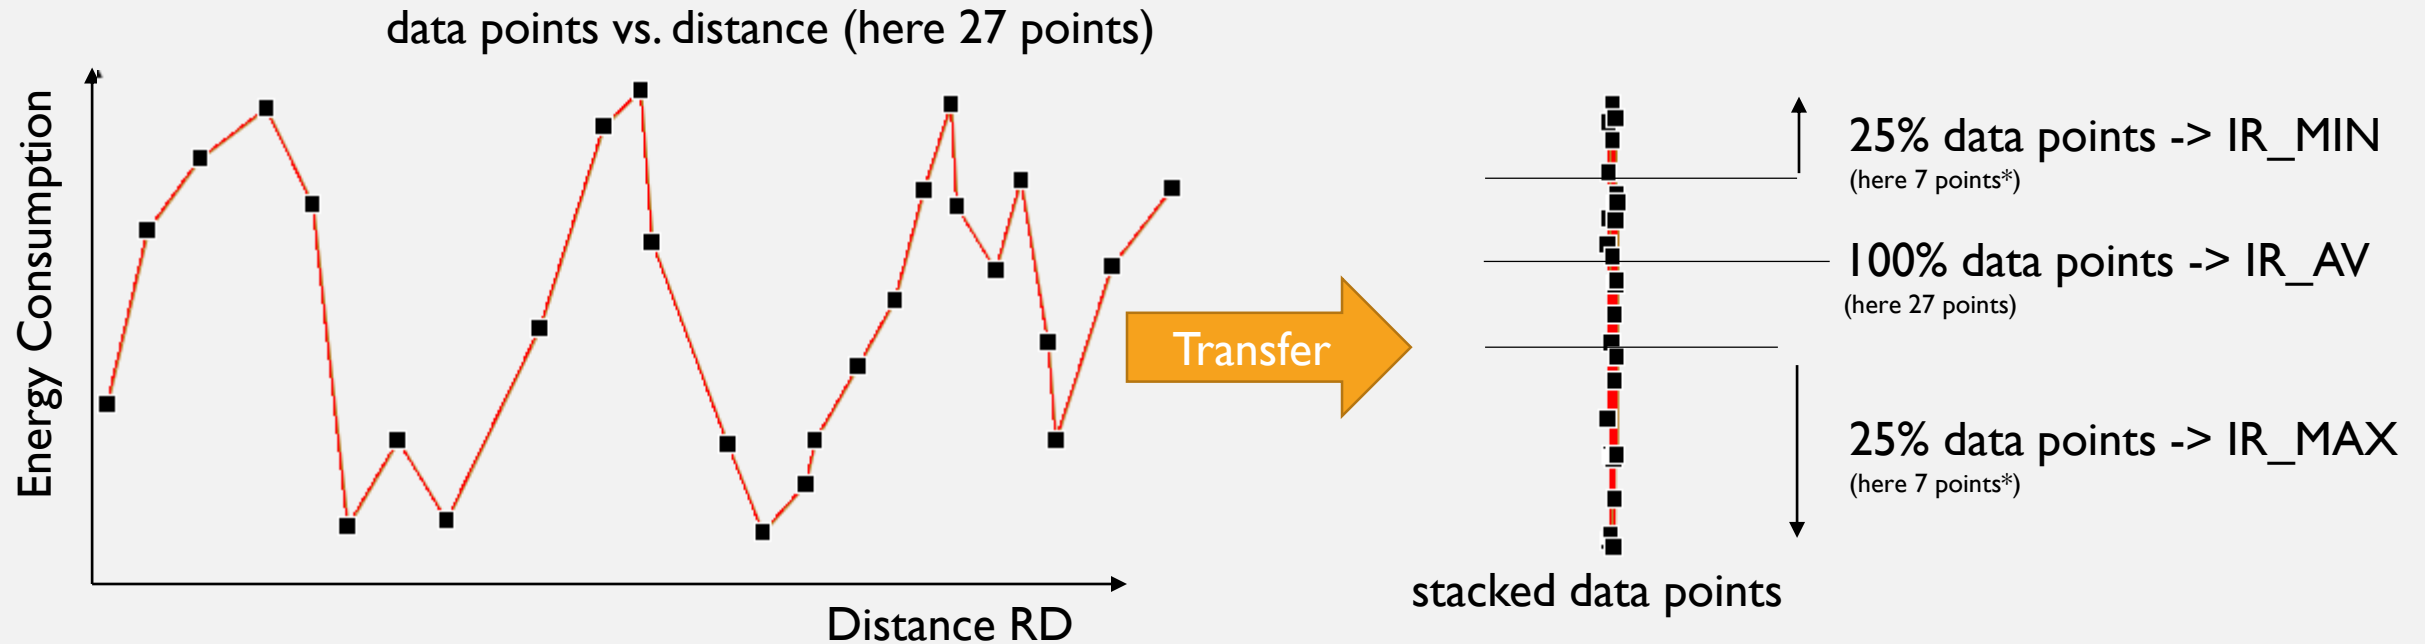 data points vs. distance (here 27 points)
Energy Consumption
Distance RD
Transfer
25% data points -> IR_MIN
(here 7 points*)
100% data points -> IR_AV
(here 27 points)
25% data points -> IR_MAX
(here 7 points*)
stacked data points